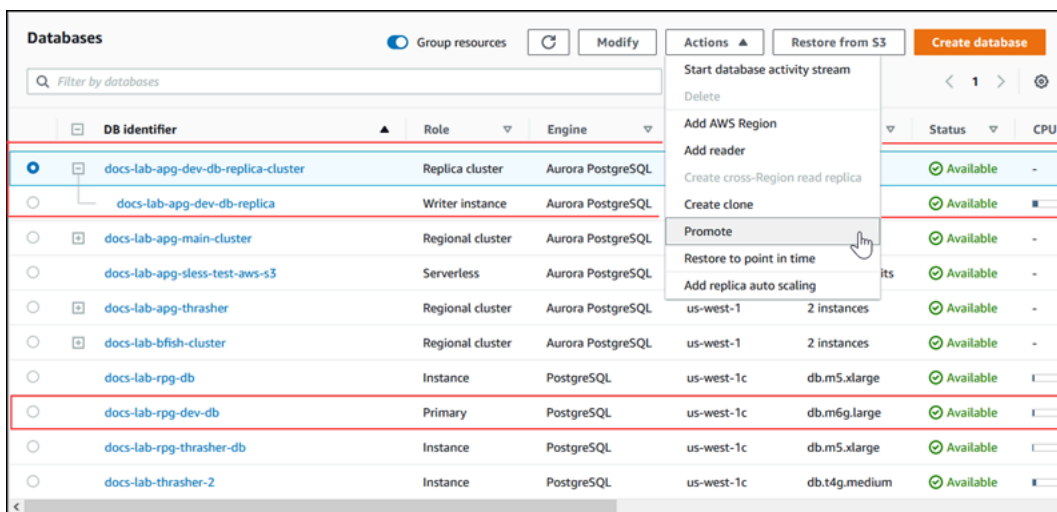 Databases Group resources Modify Actions ▲ Restore from S3 Create database
Filter by databases < 1 >
Start database activity stream
Delete
Add AWS Region
Add reader
Create cross-Region read replica
Create clone
Promote
Restore to point in time
Add replica auto scaling
DB identifier Role Engine Status CPU
docs-lab-apg-dev-db-replica-cluster Replica cluster Aurora PostgreSQL Available -
docs-lab-apg-dev-db-replica Writer instance Aurora PostgreSQL Available
docs-lab-apg-main-cluster Regional cluster Aurora PostgreSQL Available -
docs-lab-apg-sless-test-aws-s3 Serverless Aurora PostgreSQL its Available -
docs-lab-apg-thrasher Regional cluster Aurora PostgreSQL us-west-1 2 instances Available -
docs-lab-bfish-cluster Regional cluster Aurora PostgreSQL us-west-1 2 instances Available -
docs-lab-rpg-db Instance PostgreSQL us-west-1c db.m5.xlarge Available
docs-lab-rpg-dev-db Primary PostgreSQL us-west-1c db.m6g.large Available
docs-lab-rpg-thrasher-db Instance PostgreSQL us-west-1c db.m5.xlarge Available
docs-lab-thrasher-2 Instance PostgreSQL us-west-1c db.t4g.medium Available